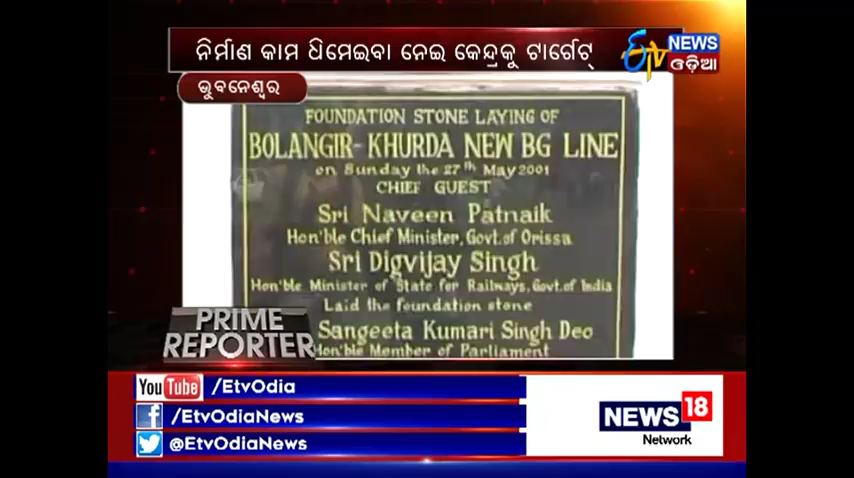 ନିର୍ମାଣ କାମ ଧିମେଇବା ନେଇ କେନ୍ଦ୍ରକୁ ଟାର୍ଗେଟ୍
etv NEWS
ଓଡ଼ିଆ
ଭୁବନେଶ୍ୱର
FOUNDATION STONE LAYING OF
BOLANGIR-KHURDA NEW BG LINE
on Sunday the 27th May 2001
CHIEF GUEST
Sri Naveen Patnaik
Hon'ble Chief Minister, Govt. of Orissa
Sri Digvijay Singh
Hon'ble Minister of State for Railways, Govt. of India
Laid the foundation stone
Sangeeta Kumari Singh Deo
Hon'ble Member of Parliament
PRIME
REPORTER
YouTube /EtvOdia
f /EtvOdiaNews
@EtvOdiaNews
NEWS 18
Network